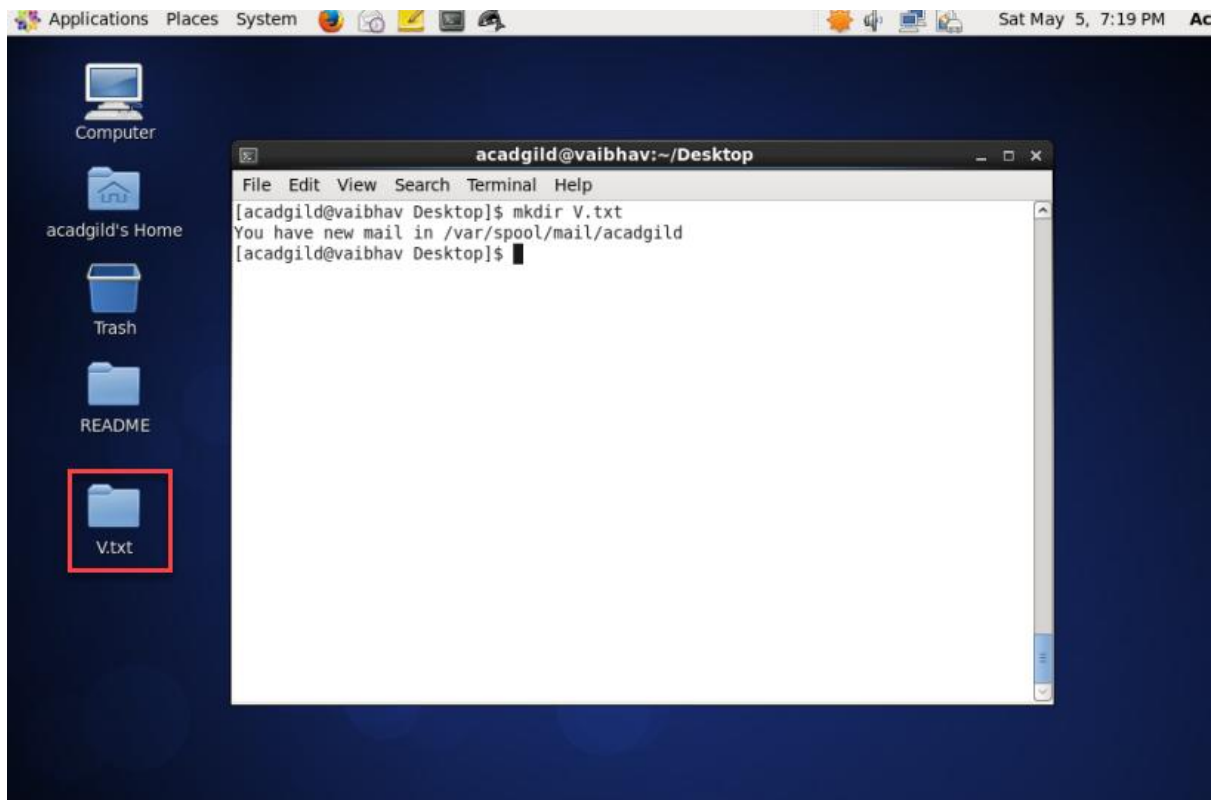 Applications Places System Sat May 5, 7:19 PM Ac
Computer
acadgild's Home
Trash
README
V.txt
acadgild@vaibhav:~/Desktop
File Edit View Search Terminal Help
[acadgild@vaibhav Desktop]$ mkdir V.txt
You have new mail in /var/spool/mail/acadgild
[acadgild@vaibhav Desktop]$